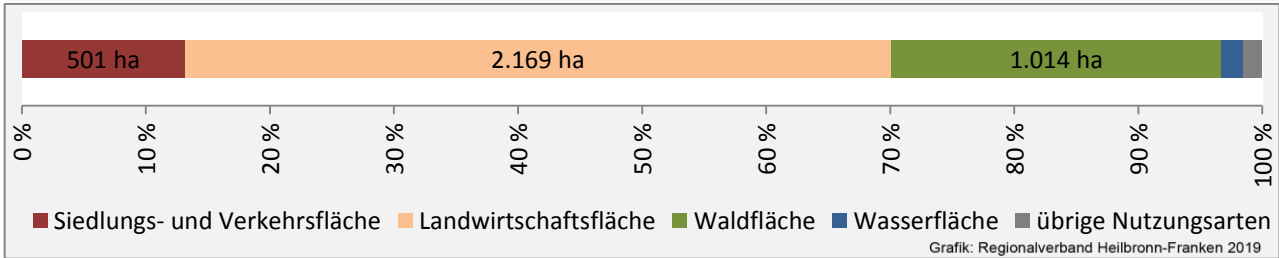 501 ha 2.169 ha 1.014 ha
0 % 10 % 20 % 30 % 40 % 50 % 60 % 70 % 80 % 90 % 100 %
Siedlungs- und Verkehrsfläche Landwirtschaftsfläche Waldfläche Wasserfläche übrige Nutzungsarten
Grafik: Regionalverband Heilbronn-Franken 2019